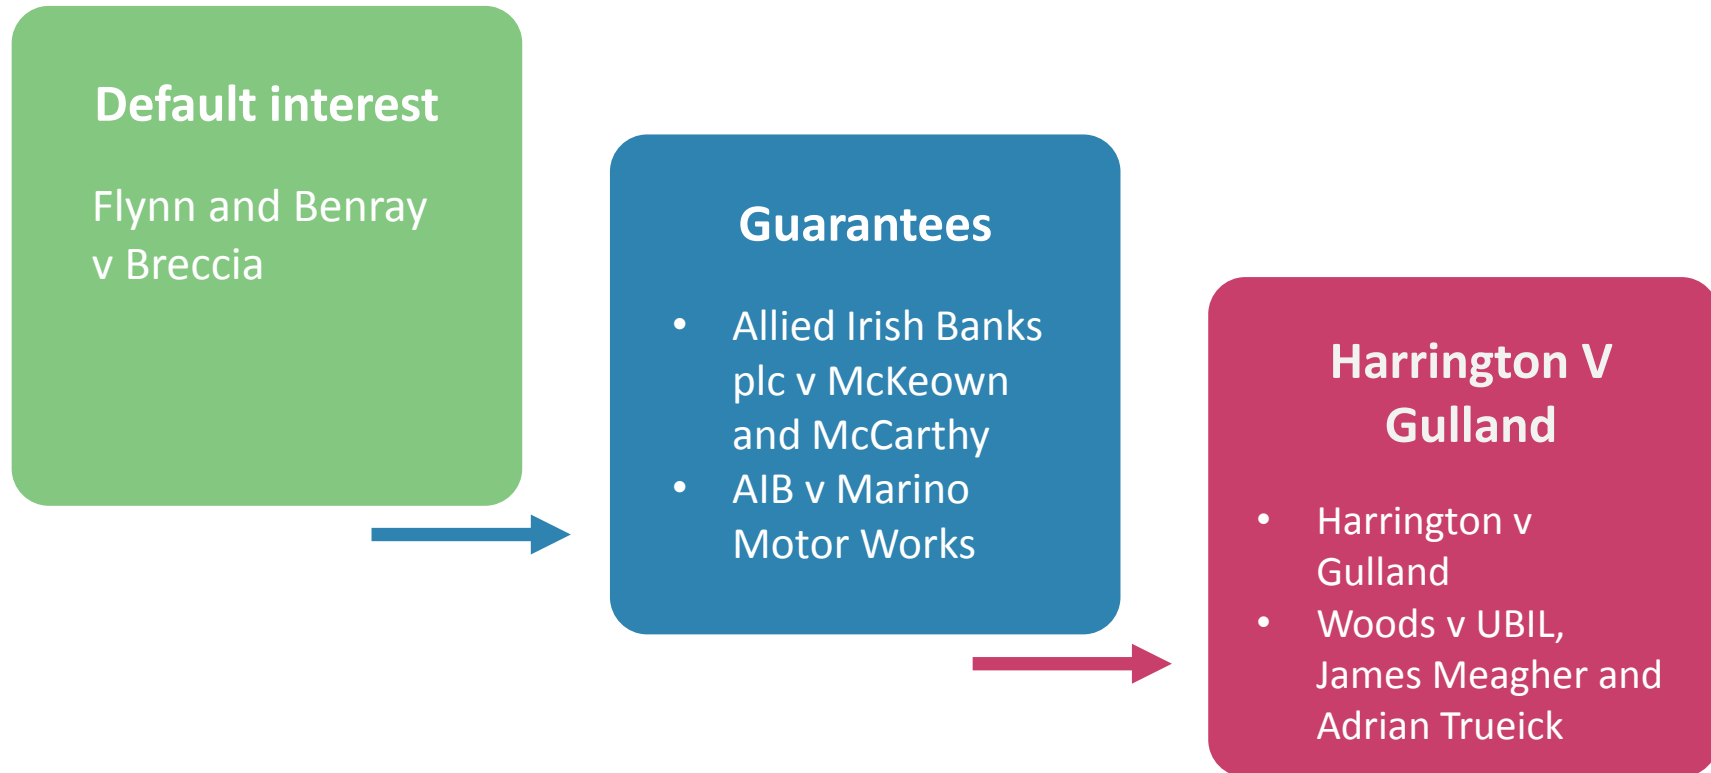 Default interest
Flynn and Benray
v Breccia
Guarantees
• Allied Irish Banks
plc v McKeown
and McCarthy
• AIB v Marino
Motor Works
Harrington V
Gulland
• Harrington v
Gulland
• Woods v UBIL,
James Meagher and
Adrian Trueick